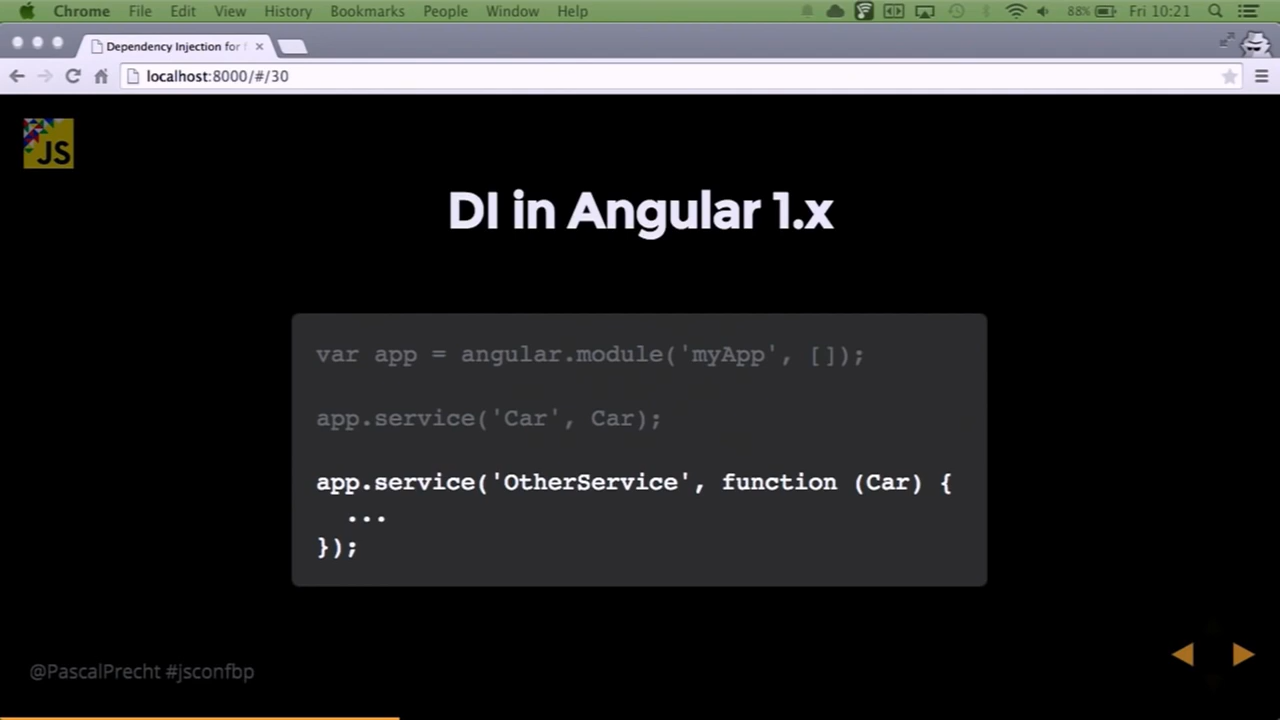 Chrome File Edit View History Bookmarks People Window Help 88% Fri 10:21
Dependency Injection for f
localhost:8000/#/30
JS
DI in Angular 1.x
var app = angular.module('myApp', []);
app.service('Car', Car);
app.service('OtherService', function (Car) {
...
});
@PascalPrecht #jsconfbp